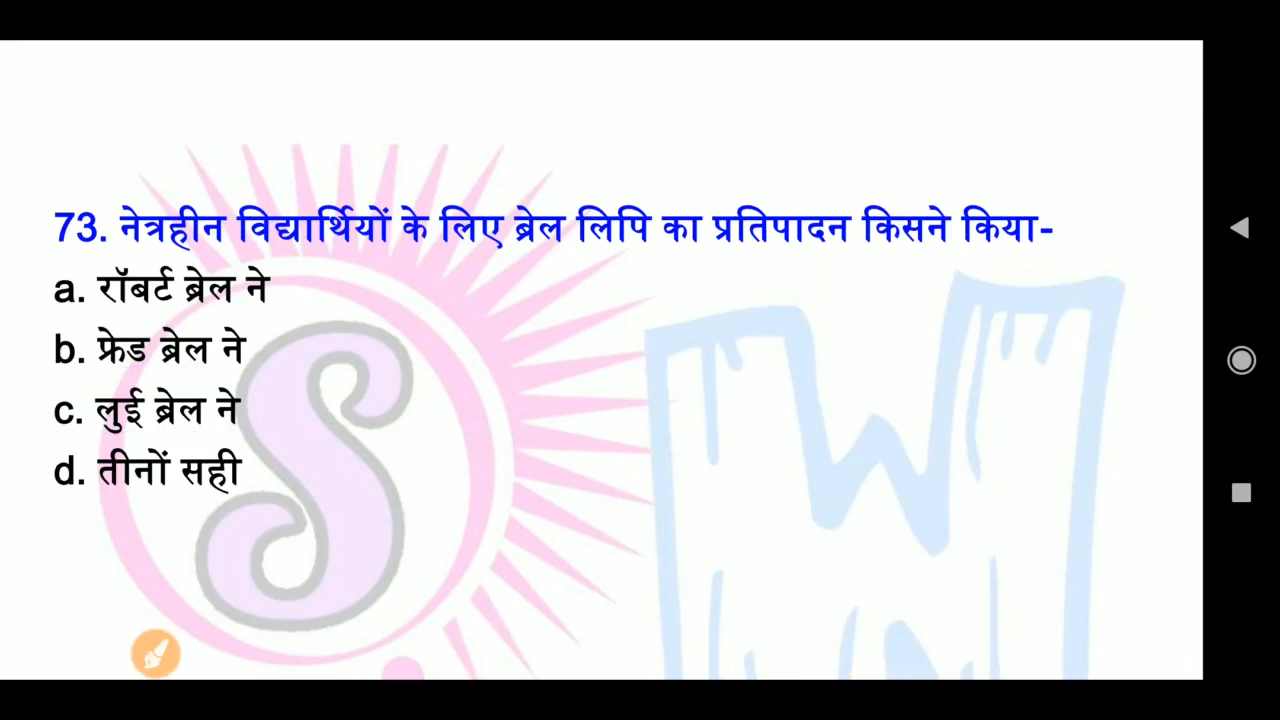 73. नेत्रहीन विद्यार्थियों के लिए ब्रेल लिपि का प्रतिपादन किसने किया-
a. रॉबर्ट ब्रेल ने
b. फ्रेड ब्रेल ने
c. लुई ब्रेल ने
d. तीनों सही
S
W